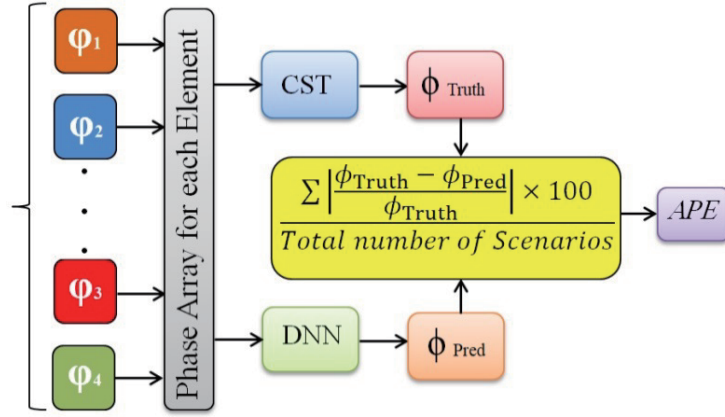 φ1
φ2
φ3
φ4
Phase Array for each Element
CST
ϕ Truth
∑ |(ϕTruth − ϕPred) / ϕTruth| × 100
Total number of Scenarios
APE
DNN
ϕ Pred